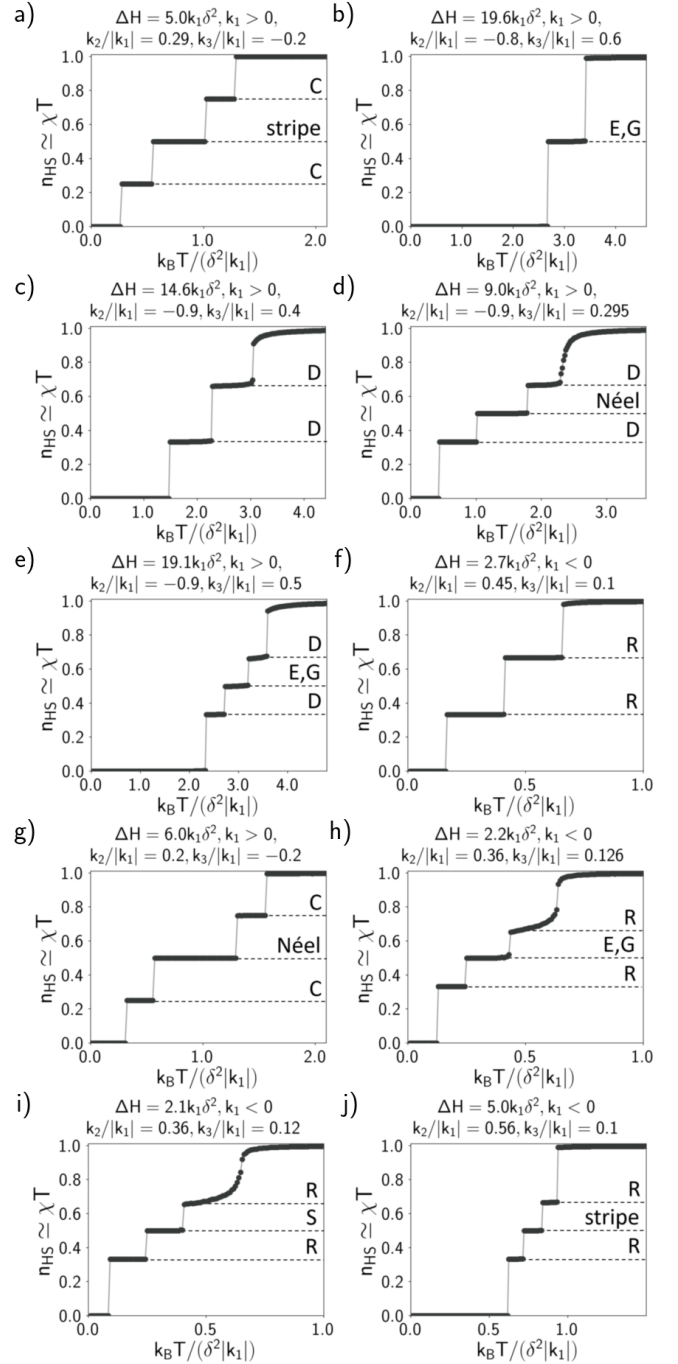 a)
ΔH = 5.0k₁δ², k₁ > 0,
k₂/|k₁| = 0.29, k₃/|k₁| = −0.2
n_HS ≃ χT
1.0
0.8
0.6
0.4
0.2
0.0
C
stripe
C
0.0 1.0 2.0
k_BT/(δ²|k₁|)
b)
ΔH = 19.6k₁δ², k₁ > 0,
k₂/|k₁| = −0.8, k₃/|k₁| = 0.6
n_HS ≃ χT
1.0
0.8
0.6
0.4
0.2
0.0
E,G
0.0 1.0 2.0 3.0 4.0
k_BT/(δ²|k₁|)
c)
ΔH = 14.6k₁δ², k₁ > 0,
k₂/|k₁| = −0.9, k₃/|k₁| = 0.4
n_HS ≃ χT
1.0
0.8
0.6
0.4
0.2
0.0
D
D
0.0 1.0 2.0 3.0 4.0
k_BT/(δ²|k₁|)
d)
ΔH = 9.0k₁δ², k₁ > 0,
k₂/|k₁| = −0.9, k₃/|k₁| = 0.295
n_HS ≃ χT
1.0
0.8
0.6
0.4
0.2
0.0
D
Néel
D
0.0 1.0 2.0 3.0
k_BT/(δ²|k₁|)
e)
ΔH = 19.1k₁δ², k₁ > 0,
k₂/|k₁| = −0.9, k₃/|k₁| = 0.5
n_HS ≃ χT
1.0
0.8
0.6
0.4
0.2
0.0
D
E,G
D
0.0 1.0 2.0 3.0 4.0
k_BT/(δ²|k₁|)
f)
ΔH = 2.7k₁δ², k₁ < 0
k₂/|k₁| = 0.45, k₃/|k₁| = 0.1
n_HS ≃ χT
1.0
0.8
0.6
0.4
0.2
0.0
R
R
0.0 0.5 1.0
k_BT/(δ²|k₁|)
g)
ΔH = 6.0k₁δ², k₁ > 0,
k₂/|k₁| = 0.2, k₃/|k₁| = −0.2
n_HS ≃ χT
1.0
0.8
0.6
0.4
0.2
0.0
C
Néel
C
0.0 1.0 2.0
k_BT/(δ²|k₁|)
h)
ΔH = 2.2k₁δ², k₁ < 0
k₂/|k₁| = 0.36, k₃/|k₁| = 0.126
n_HS ≃ χT
1.0
0.8
0.6
0.4
0.2
0.0
R
E,G
R
0.0 0.5 1.0
k_BT/(δ²|k₁|)
i)
ΔH = 2.1k₁δ², k₁ < 0
k₂/|k₁| = 0.36, k₃/|k₁| = 0.12
n_HS ≃ χT
1.0
0.8
0.6
0.4
0.2
0.0
R
S
R
0.0 0.5 1.0
k_BT/(δ²|k₁|)
j)
ΔH = 5.0k₁δ², k₁ < 0
k₂/|k₁| = 0.56, k₃/|k₁| = 0.1
n_HS ≃ χT
1.0
0.8
0.6
0.4
0.2
0.0
R
stripe
R
0.0 0.5 1.0
k_BT/(δ²|k₁|)